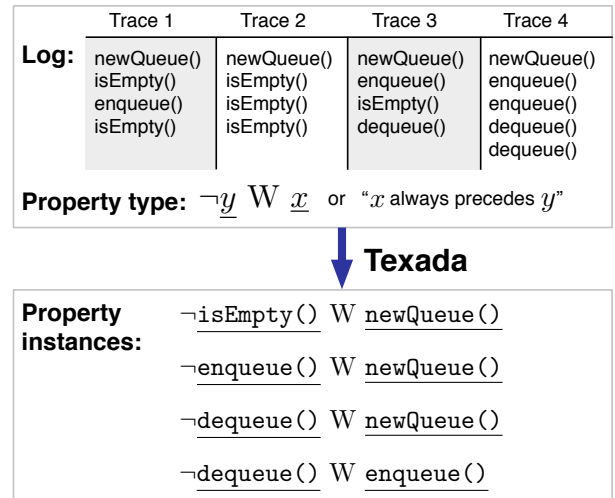 Trace 1 Trace 2 Trace 3 Trace 4
Log: newQueue() newQueue() newQueue() newQueue()
isEmpty() isEmpty() enqueue() enqueue()
enqueue() isEmpty() isEmpty() enqueue()
isEmpty() isEmpty() dequeue() dequeue()
dequeue()
Property type: ¬y W x or “x always precedes y”
Texada
Property instances:
¬isEmpty() W newQueue()
¬enqueue() W newQueue()
¬dequeue() W newQueue()
¬dequeue() W enqueue()